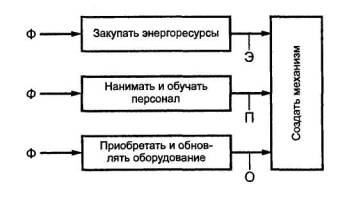 Ф
Закупать энергоресурсы
Э
Ф
Нанимать и обучать
персонал
П
Ф
Приобретать и обнов-
лять оборудование
О
Создать механизм